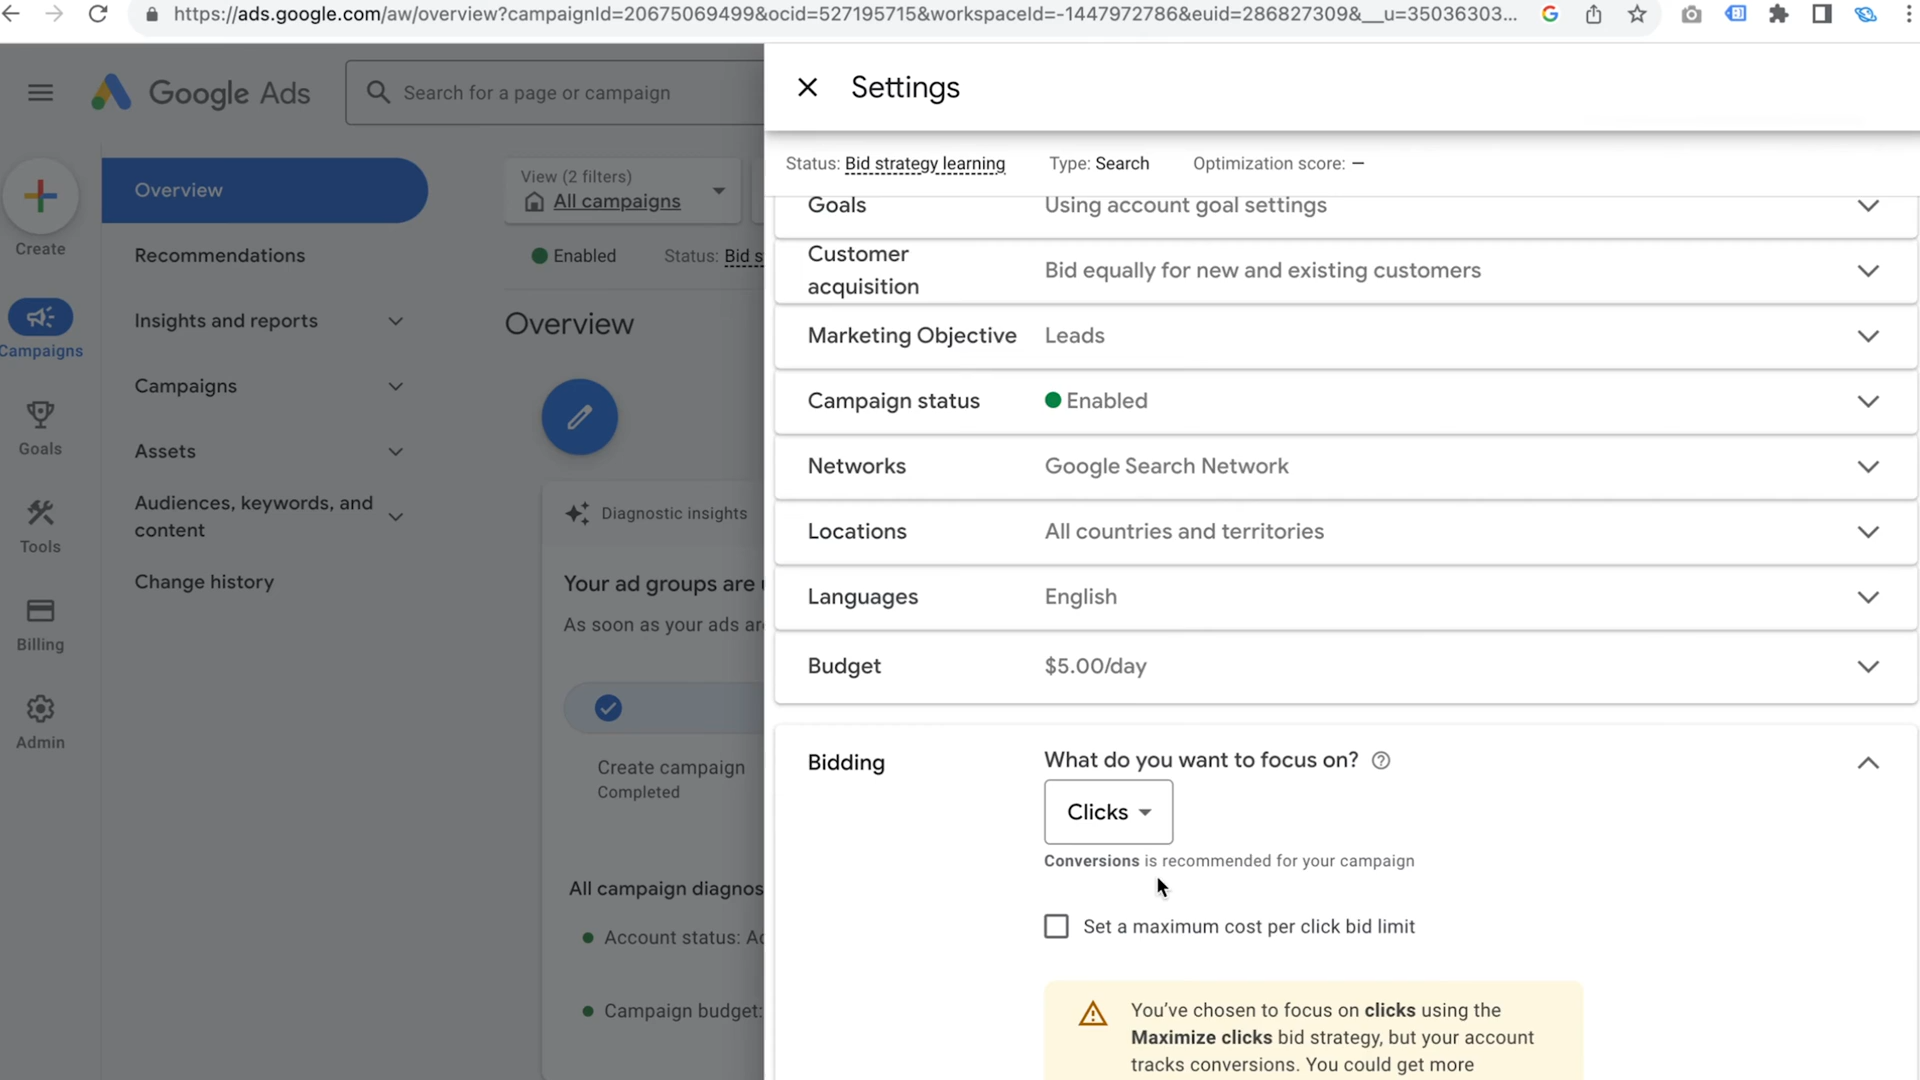 https://ads.google.com/aw/overview?campaignId=20675069499&ocid=527195715&workspaceId=-1447972786&euid=286827309&__u=35036303...
Google Ads
Search for a page or campaign
Settings
Status: Bid strategy learning
Type: Search
Optimization score: –
Create
Campaigns
Goals
Tools
Billing
Admin
Overview
Recommendations
Insights and reports
Campaigns
Assets
Audiences, keywords, and
content
Change history
View (2 filters)
All campaigns
Enabled
Status: Bid s
Overview
Diagnostic insights
Your ad groups are
As soon as your ads
Create campaign
Completed
All campaign diagnos
Account status:
Campaign budget:
Goals
Using account goal settings
Customer
acquisition
Bid equally for new and existing customers
Marketing Objective
Leads
Campaign status
Enabled
Networks
Google Search Network
Locations
All countries and territories
Languages
English
Budget
$5.00/day
Bidding
What do you want to focus on?
Clicks
Conversions is recommended for your campaign
Set a maximum cost per click bid limit
You've chosen to focus on clicks using the
Maximize clicks bid strategy, but your account
tracks conversions. You could get more